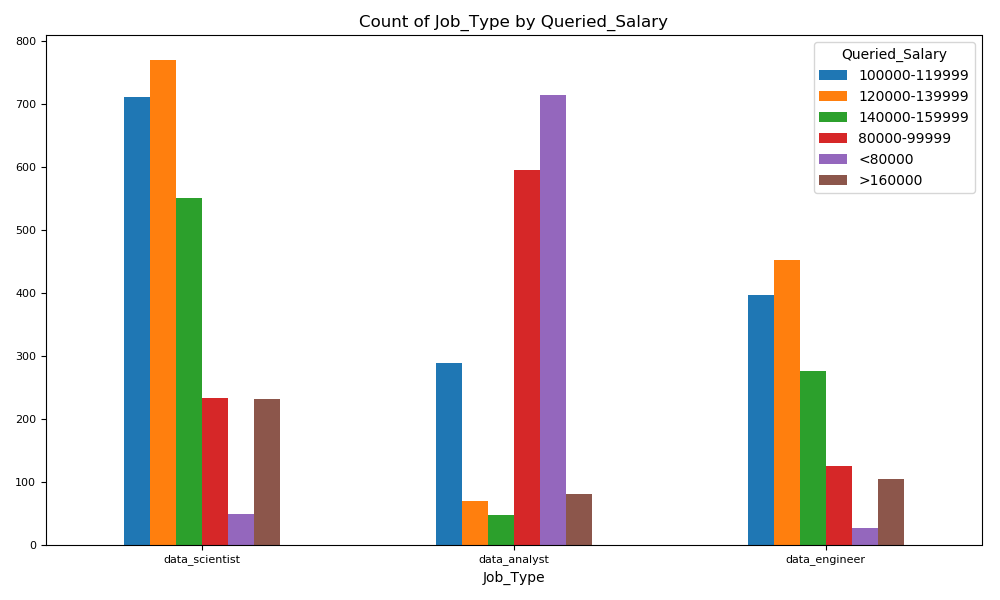 Count of Job_Type by Queried_Salary
Queried_Salary
100000-119999
120000-139999
140000-159999
80000-99999
<80000
>160000
800
700
600
500
400
300
200
100
0
data_scientist
data_analyst
data_engineer
Job_Type